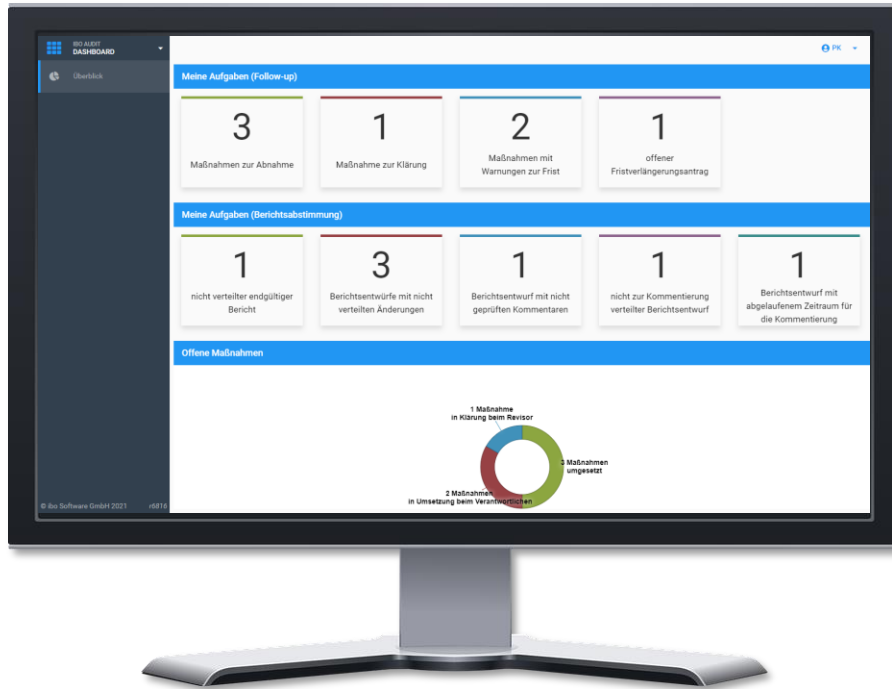 IBO AUDIT
DASHBOARD
PK
Überblick
Meine Aufgaben (Follow-up)
3
Maßnahmen zur Abnahme
1
Maßnahme zur Klärung
2
Maßnahmen mit
Warnungen zur Frist
1
offener
Fristverlängerungsantrag
Meine Aufgaben (Berichtsabstimmung)
1
nicht verteilter endgültiger
Bericht
3
Berichtsentwürfe mit nicht
verteilten Änderungen
1
Berichtsentwurf mit nicht
geprüften Kommentaren
1
nicht zur Kommentierung
verteilter Berichtsentwurf
1
Berichtsentwurf mit
abgelaufenem Zeitraum für
die Kommentierung
Offene Maßnahmen
1 Maßnahme
in Klärung beim Revisor
3 Maßnahmen
umgesetzt
2 Maßnahmen
in Umsetzung beim Verantwortlichen
© ibo Software GmbH 2021
r6816